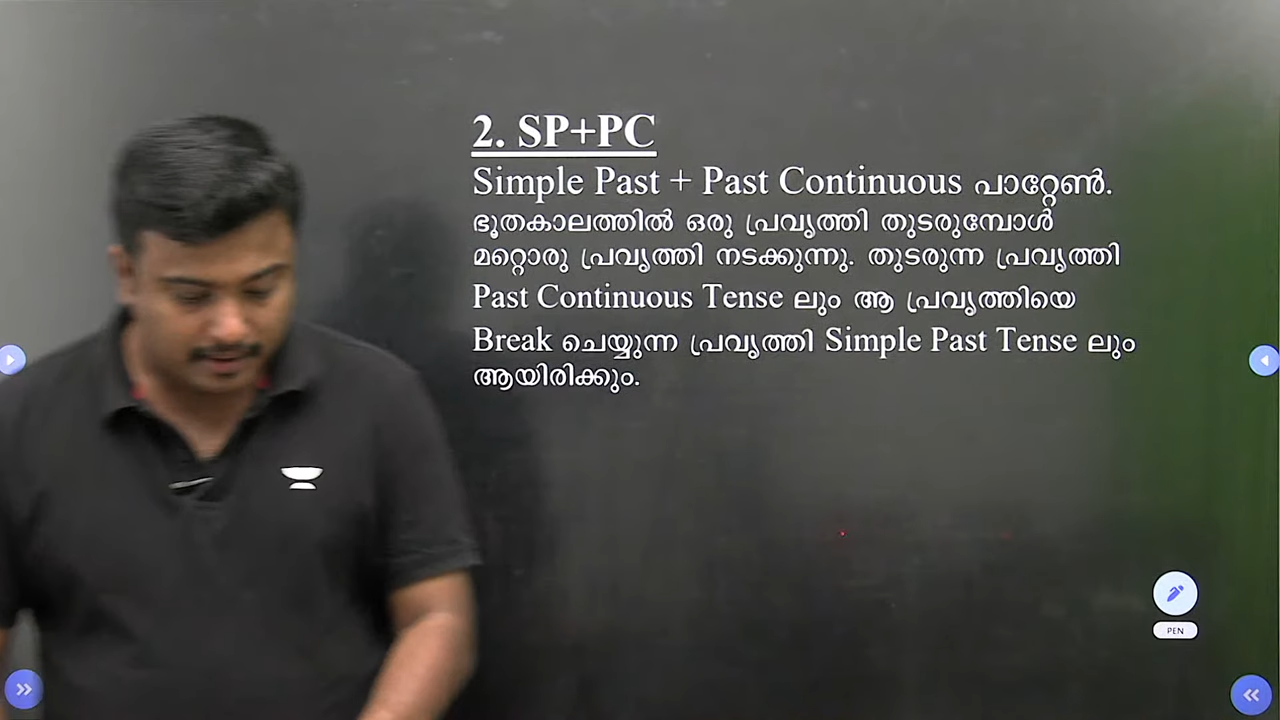 2. SP+PC
Simple Past + Past Continuous പാറ്റേൺ.
ഭൂതകാലത്തിൽ ഒരു പ്രവൃത്തി തുടരുമ്പോൾ
മറ്റൊരു പ്രവൃത്തി നടക്കുന്നു. തുടരുന്ന പ്രവൃത്തി
Past Continuous Tense ലും ആ പ്രവൃത്തിയെ
Break ചെയ്യുന്ന പ്രവൃത്തി Simple Past Tense ലും
ആയിരിക്കും.
PEN